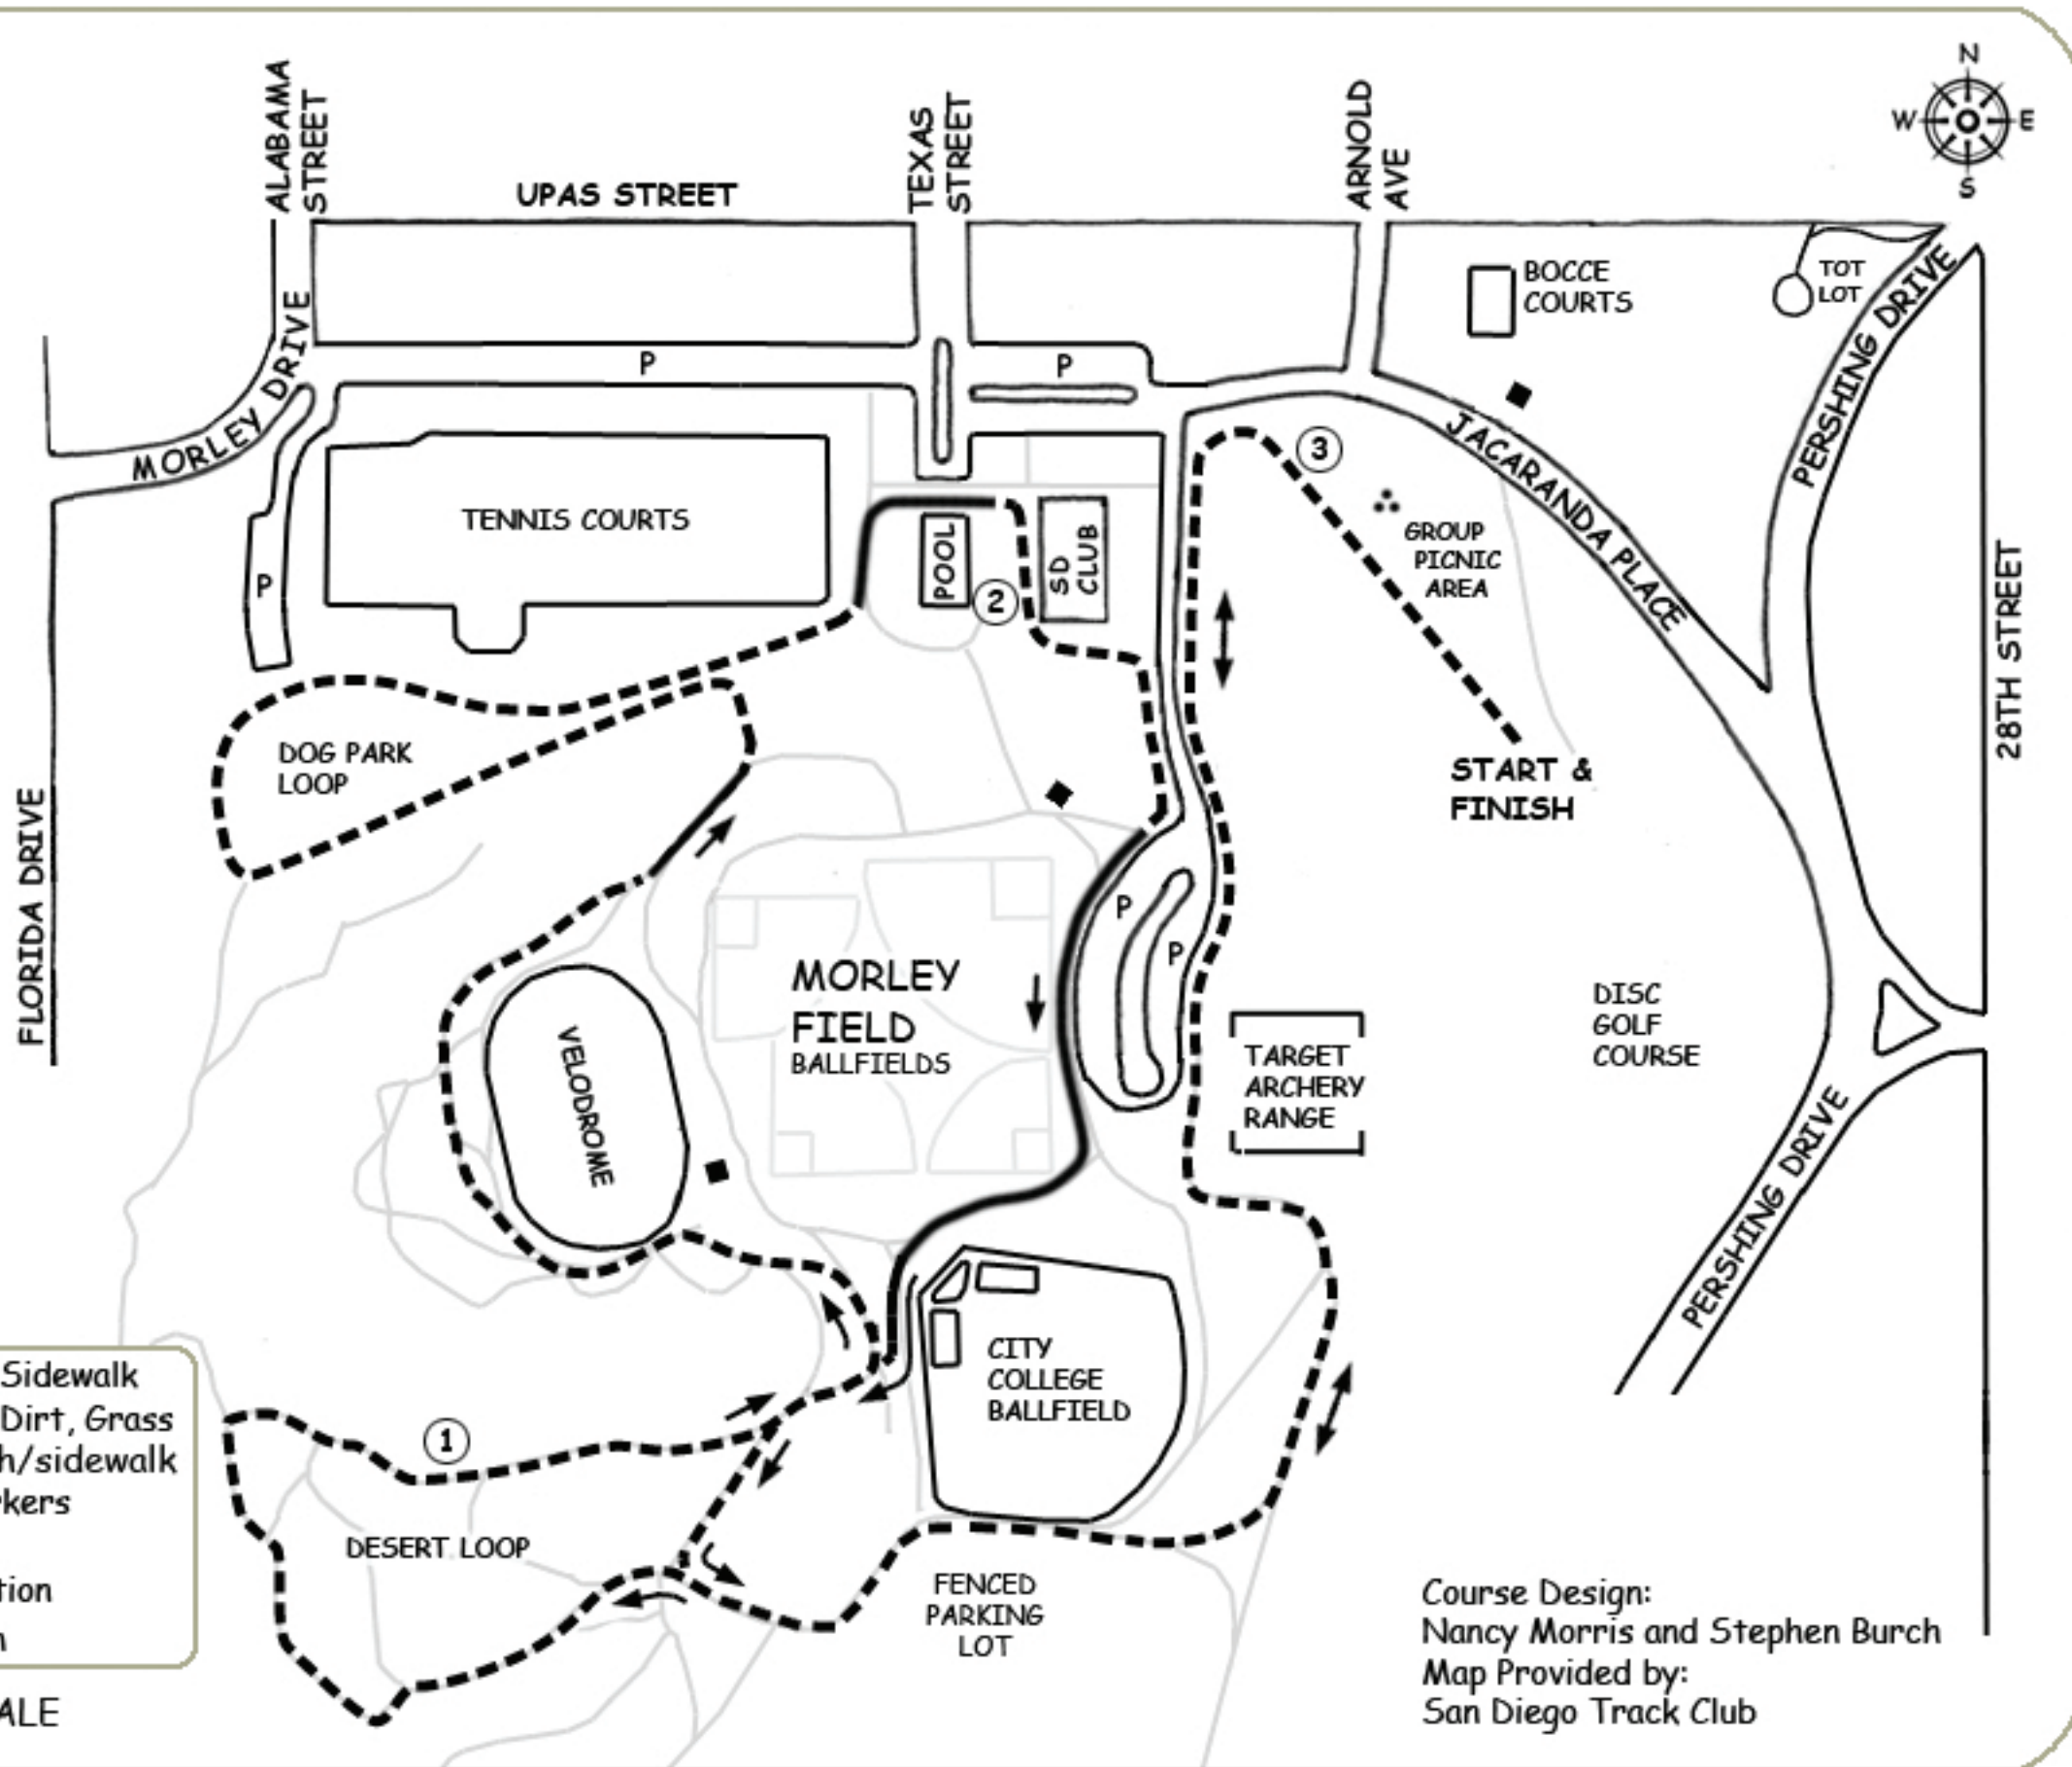 N
W
E
S
ALABAMA
STREET
TEXAS
STREET
ARNOLD
AVE
UPAS STREET
BOCCE
COURTS
TOT
LOT
PERSHING DRIVE
MORLEY DRIVE
P
P
JACARANDA PLACE
3
TENNIS COURTS
POOL
SD
CLUB
2
GROUP
PICNIC
AREA
P
28TH STREET
DOG PARK
LOOP
START &
FINISH
FLORIDA DRIVE
P
P
MORLEY
FIELD
BALLFIELDS
VELODROME
TARGET
ARCHERY
RANGE
DISC
GOLF
COURSE
PERSHING DRIVE
CITY
COLLEGE
BALLFIELD
1
DESERT LOOP
FENCED
PARKING
LOT
Sidewalk
Dirt, Grass
h/sidewalk
rkers
tion
ALE
Course Design:
Nancy Morris and Stephen Burch
Map Provided by:
San Diego Track Club